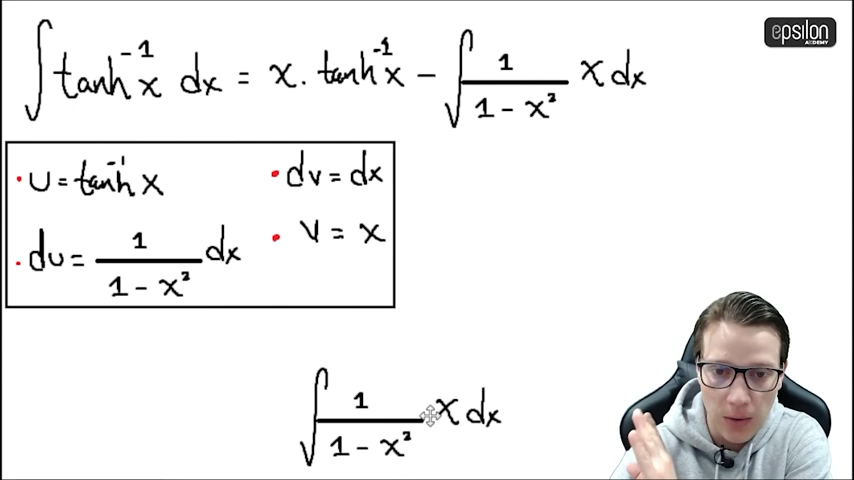 epsilon
ACADEMY
∫ tanh⁻¹x dx = x . tanh⁻¹x − ∫ 1/(1 − x²) x dx
• u = tanh⁻¹x
• dv = dx
• du = 1/(1 − x²) dx
• v = x
∫ 1/(1 − x²) x dx